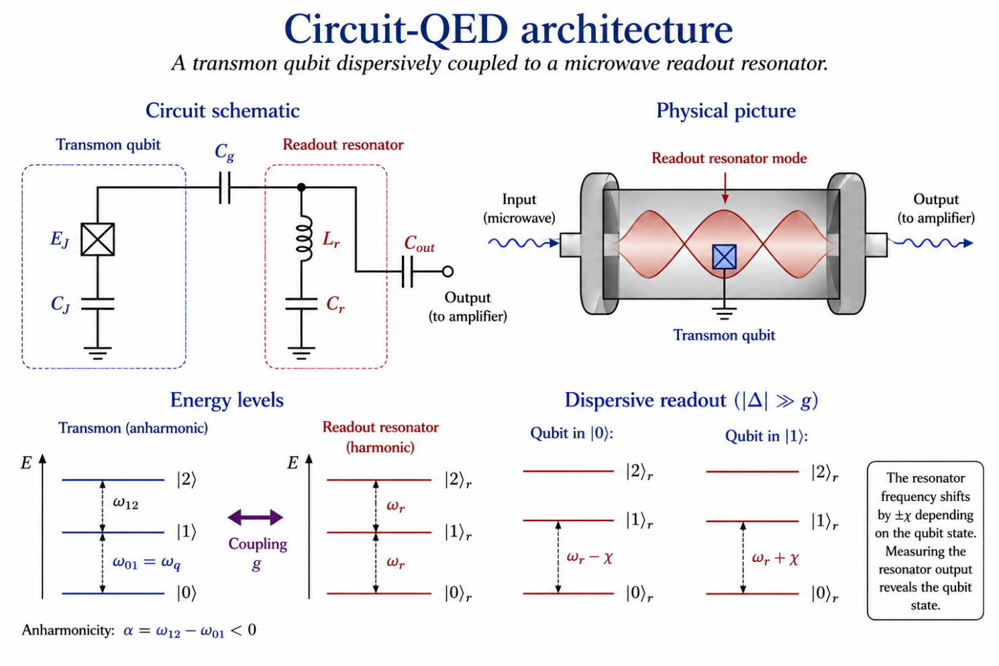 Circuit-QED architecture
A transmon qubit dispersively coupled to a microwave readout resonator.
Circuit schematic
Transmon qubit
C_g
Readout resonator
E_J
C_J
L_r
C_r
C_out
Output
(to amplifier)
Physical picture
Readout resonator mode
Input
(microwave)
Output
(to amplifier)
Transmon qubit
Energy levels
Transmon (anharmonic)
E
|2⟩
ω₁₂
|1⟩
ω₀₁ = ω_q
|0⟩
Anharmonicity: α = ω₁₂ − ω₀₁ < 0
Coupling
g
Readout resonator
(harmonic)
E
|2⟩_r
ω_r
|1⟩_r
ω_r
|0⟩_r
Dispersive readout (|Δ| ≫ g)
Qubit in |0⟩:
|2⟩_r
|1⟩_r
ω_r − χ
|0⟩_r
Qubit in |1⟩:
|2⟩_r
|1⟩_r
ω_r + χ
|0⟩_r
The resonator
frequency shifts
by ±χ depending
on the qubit state.
Measuring the
resonator output
reveals the qubit
state.